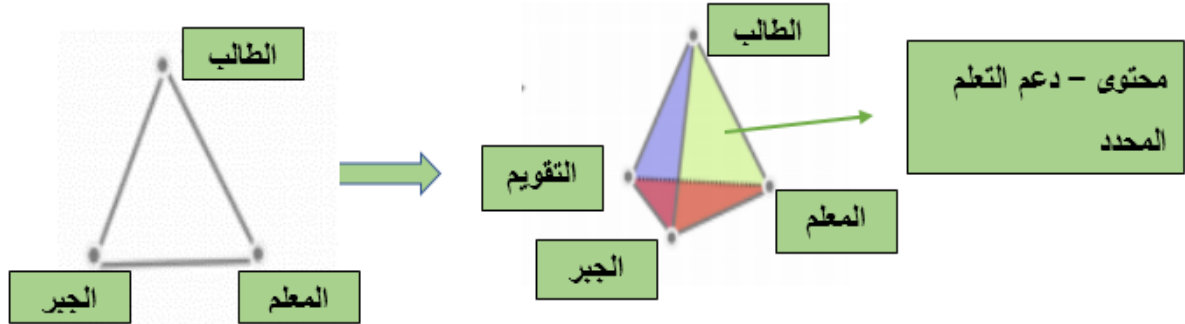 الطالب
الجبر
المعلم
الطالب
التقويم
الجبر
المعلم
محتوى – دعم التعلم
المحدد